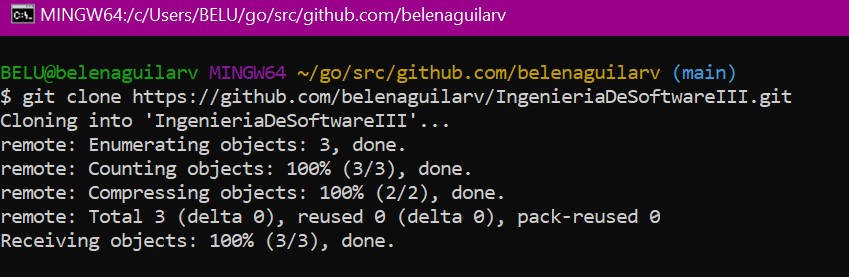 MINGW64:/c/Users/BELU/go/src/github.com/belenaguilarv
BELU@belenaguilarv MINGW64 ~/go/src/github.com/belenaguilarv (main)
$ git clone https://github.com/belenaguilarv/IngenieriaDeSoftwareIII.git
Cloning into 'IngenieriaDeSoftwareIII'...
remote: Enumerating objects: 3, done.
remote: Counting objects: 100% (3/3), done.
remote: Compressing objects: 100% (2/2), done.
remote: Total 3 (delta 0), reused 0 (delta 0), pack-reused 0
Receiving objects: 100% (3/3), done.